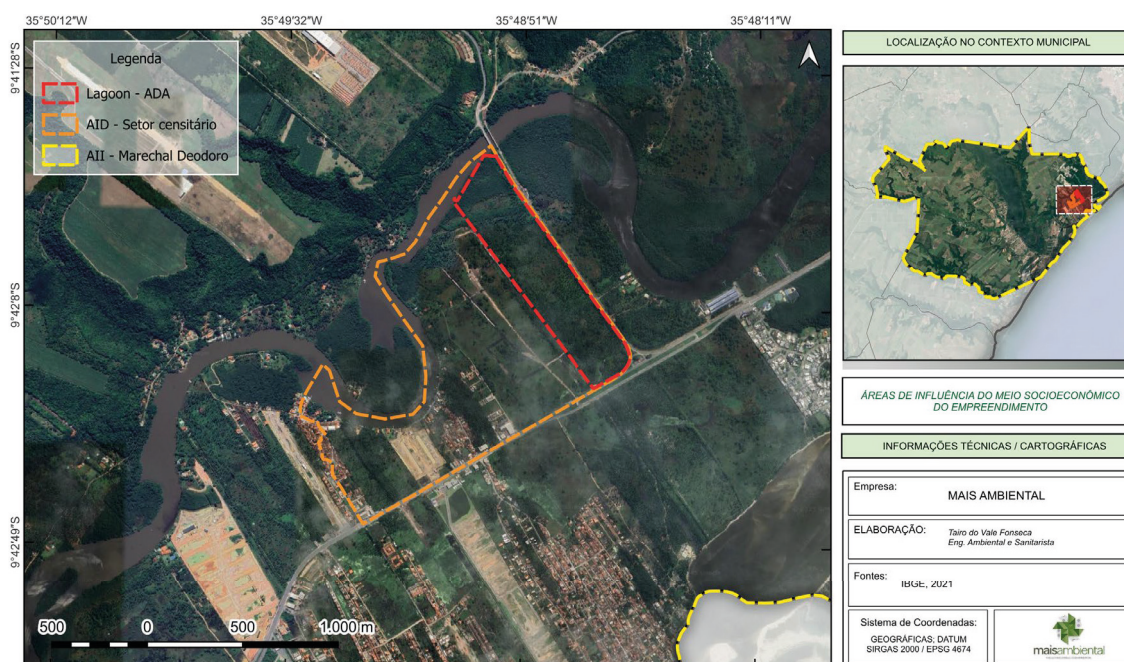 35°50'12"W 35°49'32"W 35°48'51"W 35°48'11"W
9°41'28"S
9°42'8"S
9°42'49"S
Legenda
Lagoon - ADA
AID - Setor censitário
AII - Marechal Deodoro
500 0 500 1.000 m
LOCALIZAÇÃO NO CONTEXTO MUNICIPAL
ÁREAS DE INFLUÊNCIA DO MEIO SOCIOECONÔMICO
DO EMPREENDIMENTO
INFORMAÇÕES TÉCNICAS / CARTOGRÁFICAS
Empresa:
MAIS AMBIENTAL
ELABORAÇÃO:
Tairo do Vale Fonseca
Eng. Ambiental e Sanitarista
Fontes:
IBGE, 2021
Sistema de Coordenadas:
GEOGRÁFICAS; DATUM
SIRGAS 2000 / EPSG 4674
maisambiental